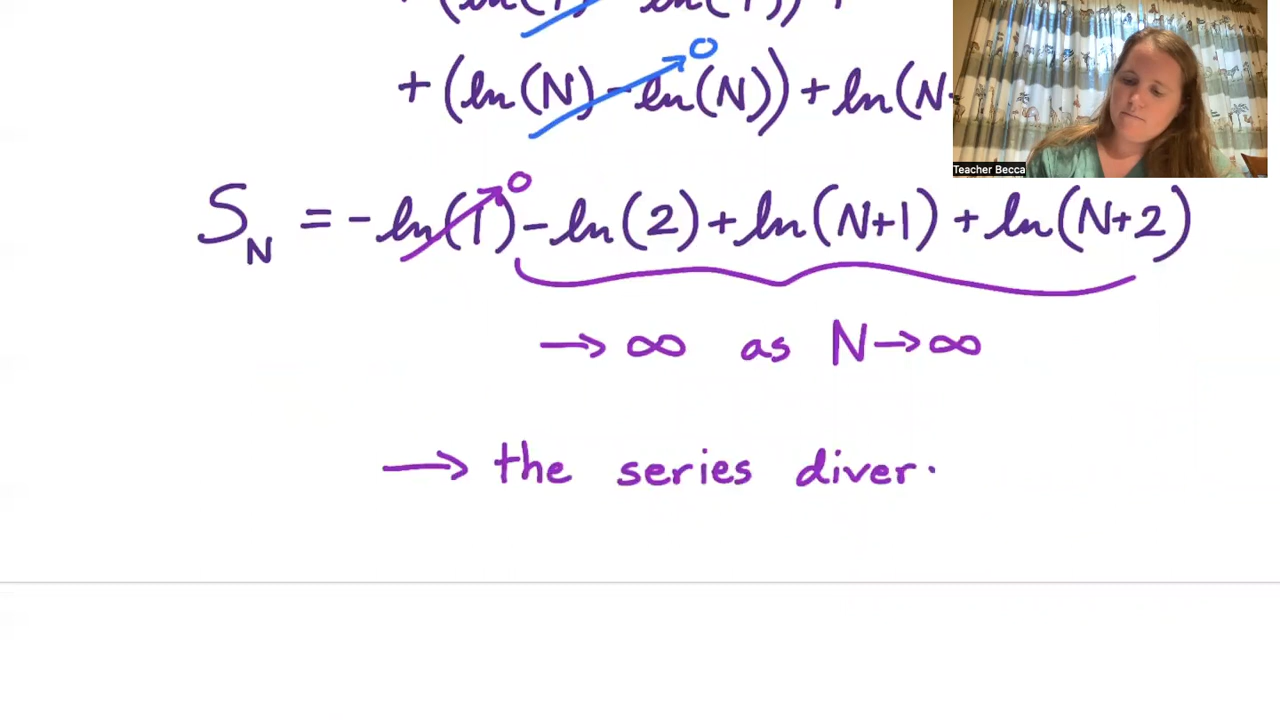 + (ln(N) - ln(N)) + ln(N
0
Teacher Becca
S_N = -ln(1) - ln(2) + ln(N+1) + ln(N+2)
0
→ ∞ as N→∞
→ the series diver